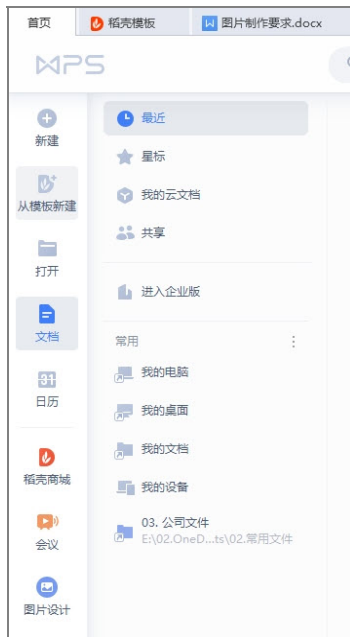 首页
稻壳模板
图片制作要求.docx
WPS
新建
从模板新建
打开
文档
31
日历
稻壳商城
会议
图片设计
最近
星标
我的云文档
共享
进入企业版
常用
我的电脑
我的桌面
我的文档
我的设备
03. 公司文件
E:\02.OneD...ts\02.常用文件